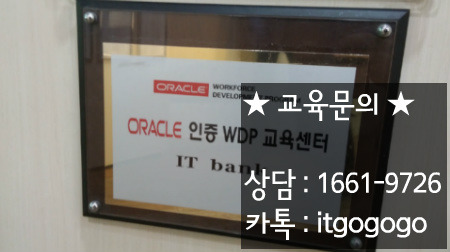 ORACLE WORKFORCE
DEVELOPMENT
ORACLE 인증 WDP 교육센터
IT bank
★ 교육문의 ★
상담 : 1661-9726
카톡 : itgogogo